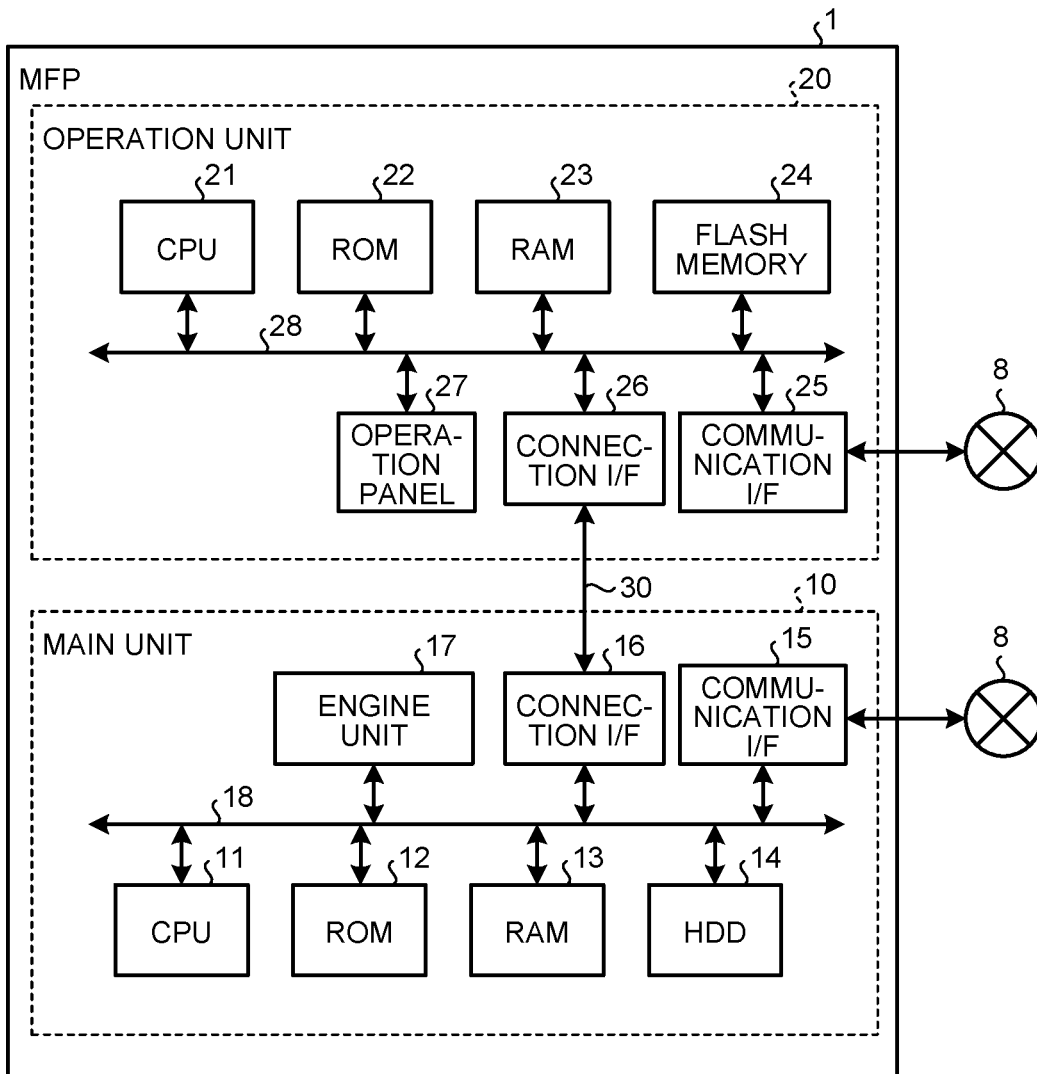 1
MFP
20
OPERATION UNIT
21
22
23
24
CPU
ROM
RAM
FLASH
MEMORY
28
27
26
25
8
OPERA-
TION
PANEL
CONNEC-
TION I/F
COMMU-
NICATION
I/F
30
10
MAIN UNIT
17
16
15
8
ENGINE
UNIT
CONNEC-
TION I/F
COMMU-
NICATION
I/F
18
11
12
13
14
CPU
ROM
RAM
HDD